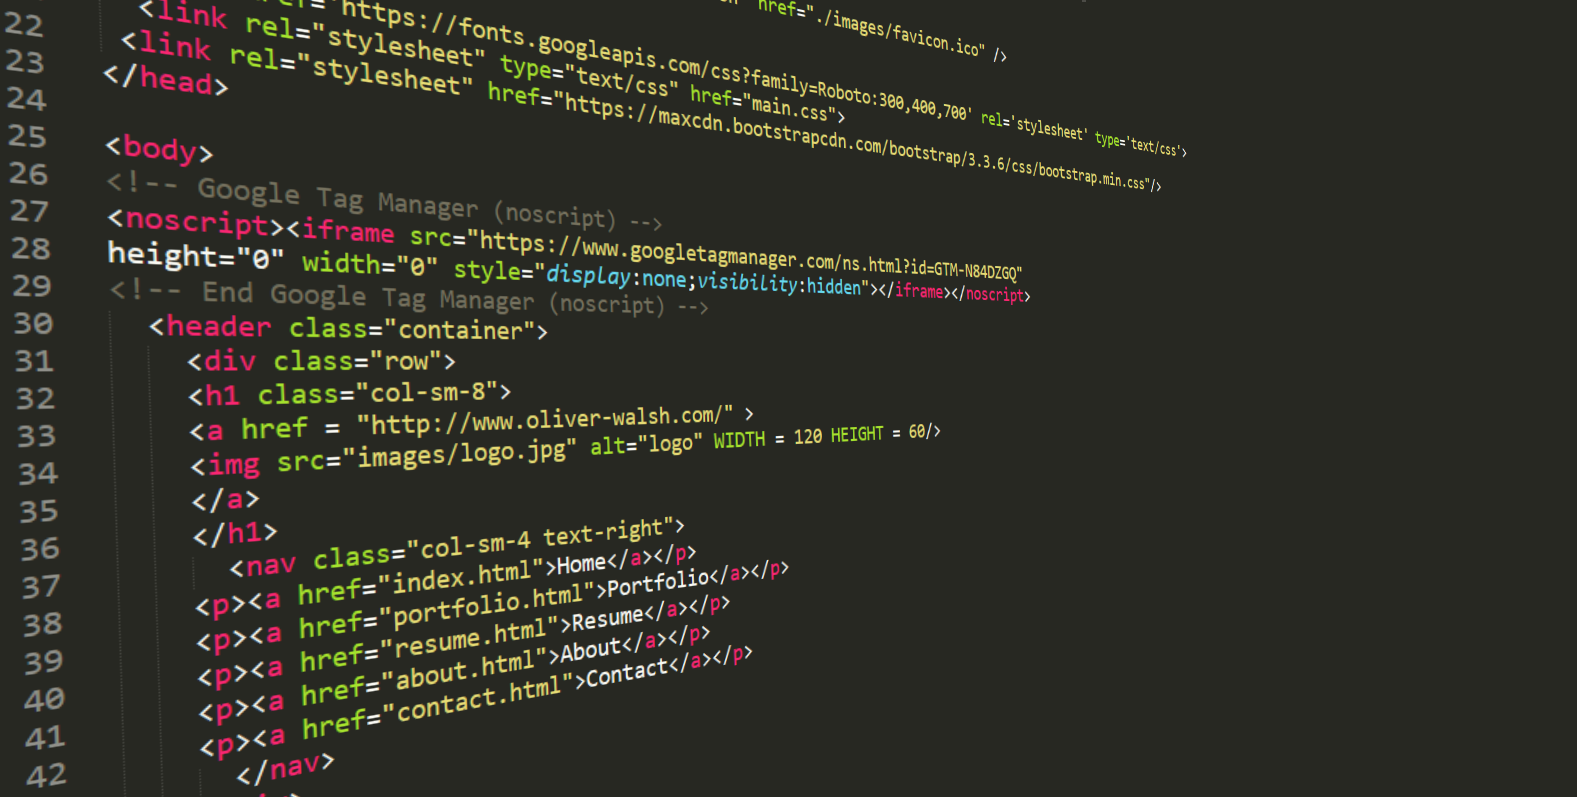 href="./images/favicon.ico" />
href='https://fonts.googleapis.com/css?family=Roboto:300,400,700' rel='stylesheet' type='text/css'>
22 <link rel="stylesheet" type="text/css" href="main.css">
23 <link rel="stylesheet" href="https://maxcdn.bootstrapcdn.com/bootstrap/3.3.6/css/bootstrap.min.css"/>
24 </head>
25
26 <body>
27 <!-- Google Tag Manager (noscript) -->
28 <noscript><iframe src="https://www.googletagmanager.com/ns.html?id=GTM-N84DZGQ"
29 height="0" width="0" style="display:none;visibility:hidden"></iframe></noscript>
30 <!-- End Google Tag Manager (noscript) -->
31 <header class="container">
32 <div class="row">
33 <h1 class="col-sm-8">
34 <a href = "http://www.oliver-walsh.com/" >
35 <img src="images/logo.jpg" alt="logo" WIDTH = 120 HEIGHT = 60/>
36 </a>
37 </h1>
38 <nav class="col-sm-4 text-right">
39 <p><a href="index.html">Home</a></p>
40 <p><a href="portfolio.html">Portfolio</a></p>
41 <p><a href="resume.html">Resume</a></p>
42 <p><a href="about.html">About</a></p>
<p><a href="contact.html">Contact</a></p>
</nav>